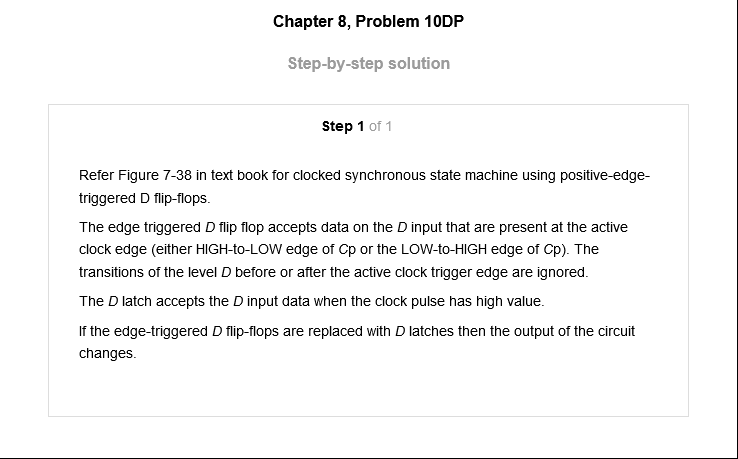 Chapter 8, Problem 10DP
Step-by-step solution
Step 1 of 1
Refer Figure 7-38 in text book for clocked synchronous state machine using positive-edge-
triggered D flip-flops.
The edge triggered D flip flop accepts data on the D input that are present at the active
clock edge (either HIGH-to-LOW edge of Cp or the LOW-to-HIGH edge of Cp). The
transitions of the level D before or after the active clock trigger edge are ignored.
The D latch accepts the D input data when the clock pulse has high value.
If the edge-triggered D flip-flops are replaced with D latches then the output of the circuit
changes.